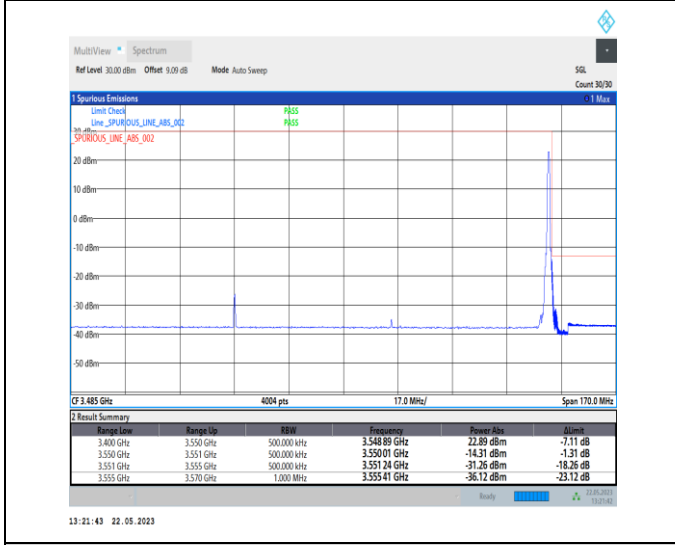 MultiView Spectrum
Ref Level 30.00 dBm Offset 9.09 dB Mode Auto Sweep SGL
Count 30/30
1 Spurious Emissions 1 Max
Limit Check PASS
Line _SPURIOUS_LINE_ABS_002 PASS
30 dBm
_SPURIOUS_LINE_ABS_002
20 dBm
10 dBm
0 dBm
-10 dBm
-20 dBm
-30 dBm
-40 dBm
-50 dBm
CF 3.485 GHz 4004 pts 17.0 MHz/ Span 170.0 MHz
2 Result Summary
Range Low Range Up RBW Frequency Power Abs ΔLimit
3.400 GHz 3.550 GHz 500.000 kHz 3.548 89 GHz 22.89 dBm -7.11 dB
3.550 GHz 3.551 GHz 500.000 kHz 3.550 01 GHz -14.31 dBm -1.31 dB
3.551 GHz 3.555 GHz 500.000 kHz 3.551 24 GHz -31.26 dBm -18.26 dB
3.555 GHz 3.570 GHz 1.000 MHz 3.555 41 GHz -36.12 dBm -23.12 dB
Ready 22.05.2023
13:21:42
13:21:43 22.05.2023